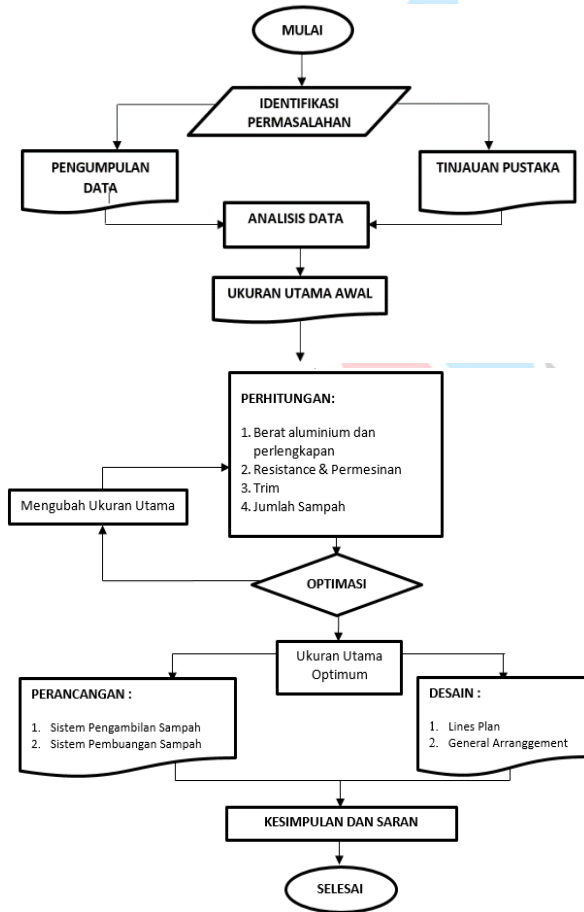 MULAI
IDENTIFIKASI
PERMASALAHAN
PENGUMPULAN
DATA
TINJAUAN PUSTAKA
ANALISIS DATA
UKURAN UTAMA AWAL
PERHITUNGAN:
1. Berat aluminium dan
perlengkapan
2. Resistance & Permesinan
3. Trim
4. Jumlah Sampah
Mengubah Ukuran Utama
OPTIMASI
Ukuran Utama
Optimum
PERANCANGAN :
1. Sistem Pengambilan Sampah
2. Sistem Pembuangan Sampah
DESAIN :
1. Lines Plan
2. General Arranggement
KESIMPULAN DAN SARAN
SELESAI